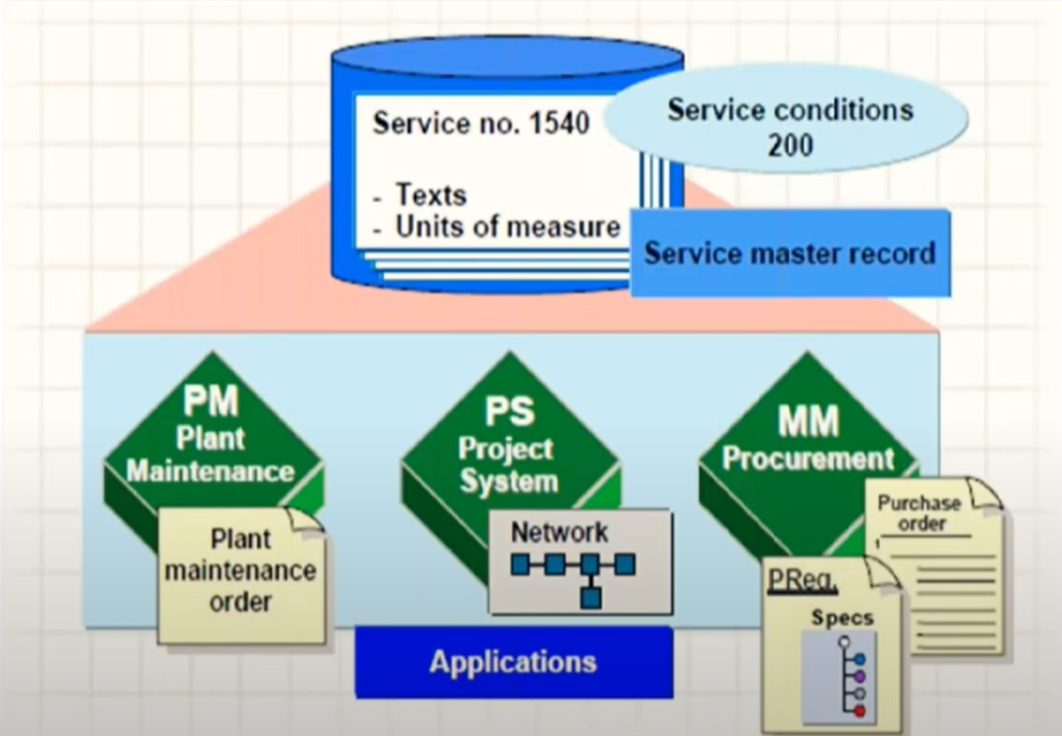 Service no. 1540
- Texts
- Units of measure
Service conditions
200
Service master record
PM
Plant
Maintenance
Plant
maintenance
order
PS
Project
System
Network
MM
Procurement
Purchase
order
PReq.
Specs
Applications